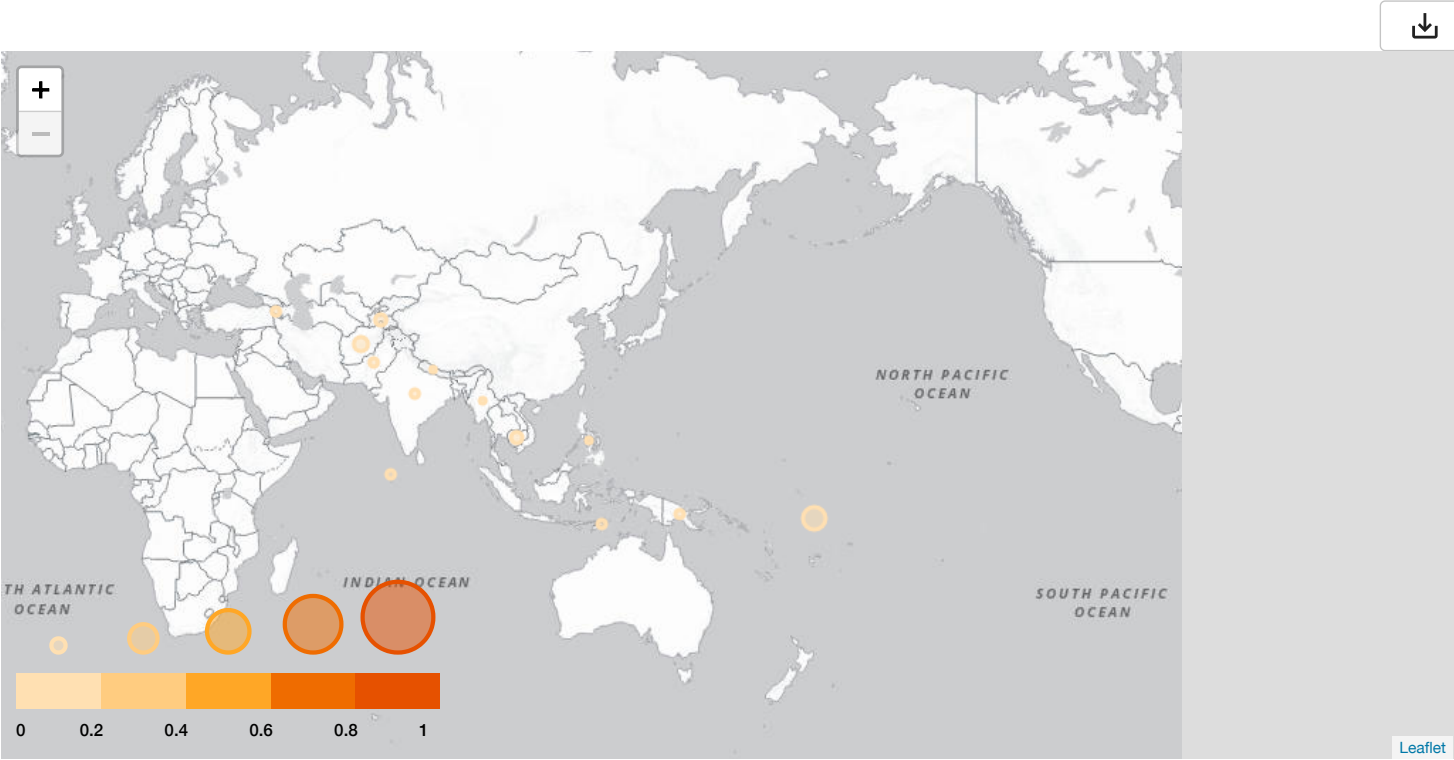 +
−
NORTH PACIFIC
OCEAN
INDIAN OCEAN
TH ATLANTIC
OCEAN
SOUTH PACIFIC
OCEAN
0 0.2 0.4 0.6 0.8 1
Leaflet